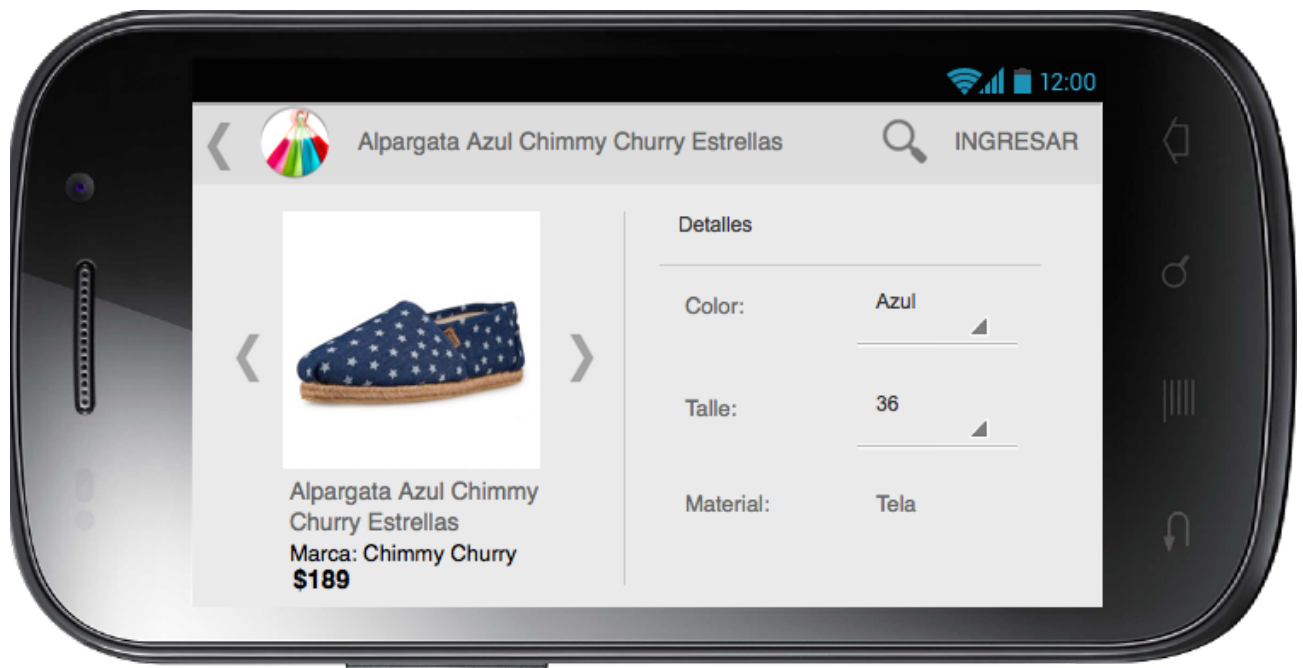 12:00
Alpargata Azul Chimmy Churry Estrellas
INGRESAR
Alpargata Azul Chimmy
Churry Estrellas
Marca: Chimmy Churry
$189
Detalles
Color:
Azul
Talle:
36
Material:
Tela